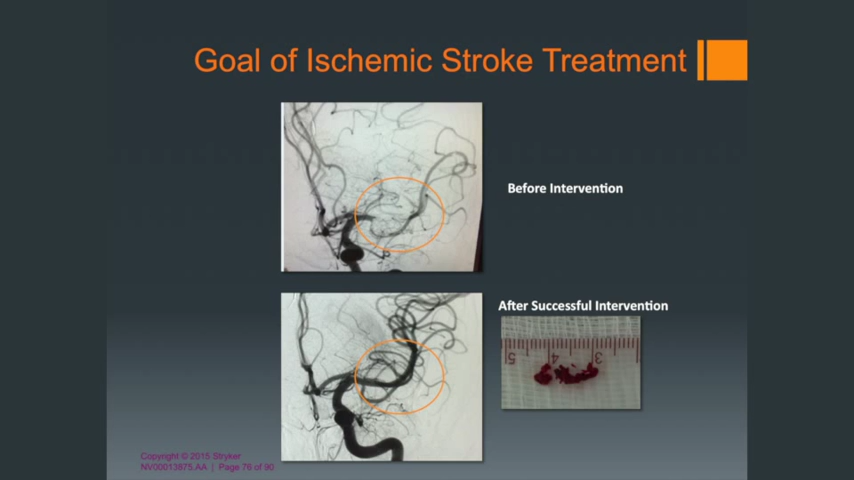 Goal of Ischemic Stroke Treatment
Before Intervention
After Successful Intervention
5 4 3
Copyright © 2015 Stryker
NV00013875.AA | Page 76 of 90